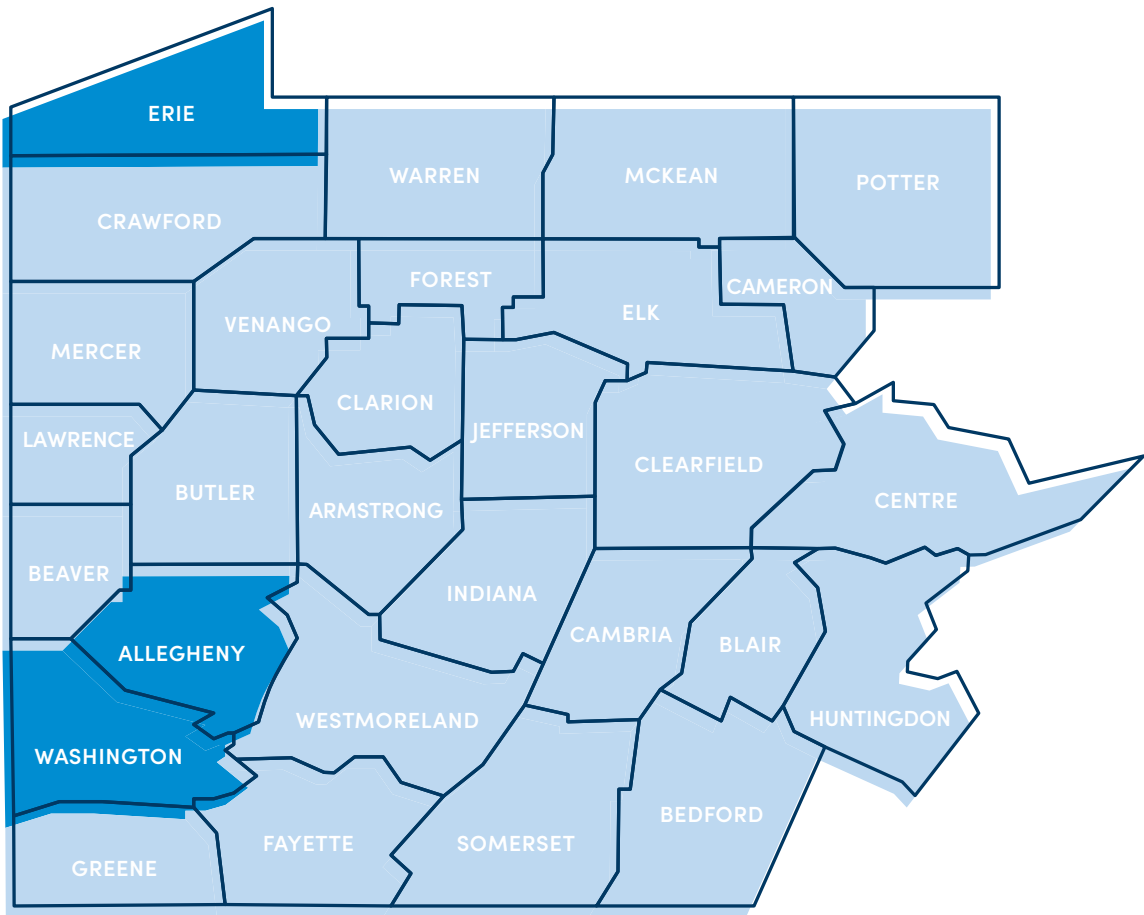 ERIE
WARREN
MCKEAN
POTTER
CRAWFORD
FOREST
CAMERON
VENANGO
ELK
MERCER
CLARION
JEFFERSON
LAWRENCE
CLEARFIELD
BUTLER
CENTRE
ARMSTRONG
BEAVER
INDIANA
CAMBRIA
BLAIR
ALLEGHENY
WESTMORELAND
HUNTINGDON
WASHINGTON
BEDFORD
FAYETTE
SOMERSET
GREENE